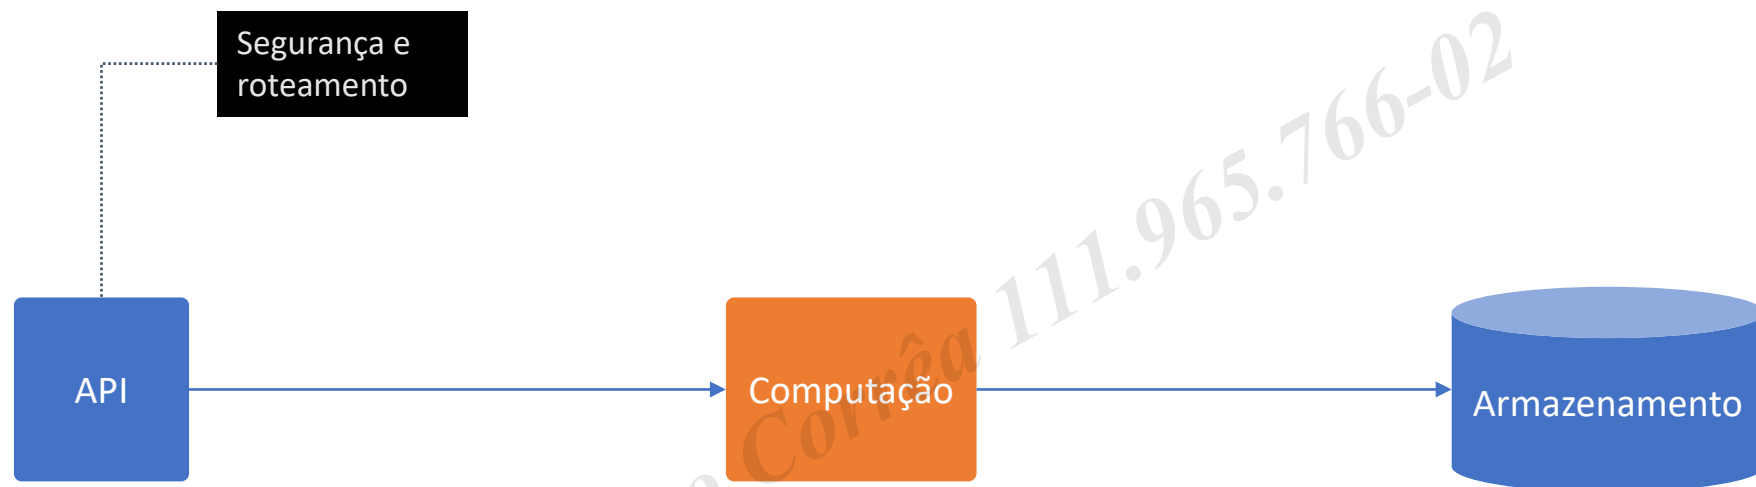 Segurança e
roteamento
API
Computação
Armazenamento
Corrêa 111.965.766-02